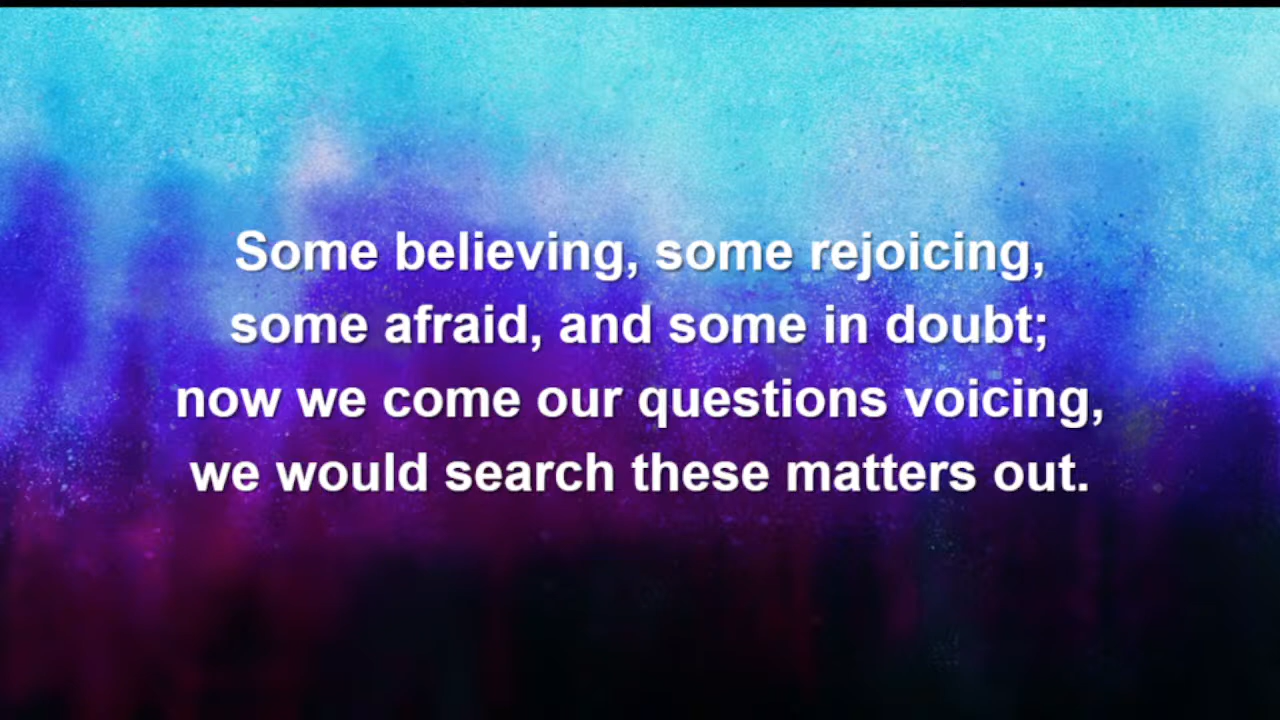 Some believing, some rejoicing,
some afraid, and some in doubt;
now we come our questions voicing,
we would search these matters out.